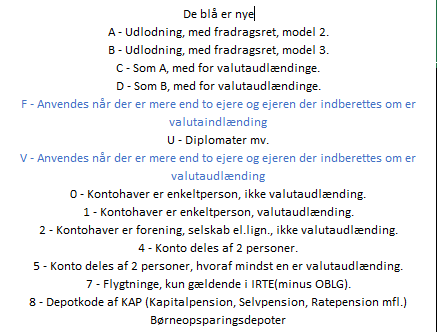 De blå er nye
A - Udlodning, med fradragsret, model 2.
B - Udlodning, med fradragsret, model 3.
C - Som A, med for valutaudlændinge.
D - Som B, med for valutaudlændinge.
F - Anvendes når der er mere end to ejere og ejeren der indberettes om er
valutaindlænding
U - Diplomater mv.
V - Anvendes når der er mere end to ejere og ejeren der indberettes om er
valutaudlænding
0 - Kontohaver er enkeltperson, ikke valutaudlænding.
1 - Kontohaver er enkeltperson, valutaudlænding.
2 - Kontohaver er forening, selskab el.lign., ikke valutaudlænding.
4 - Konto deles af 2 personer.
5 - Konto deles af 2 personer, hvoraf mindst en er valutaudlænding.
7 - Flygtninge, kun gældende i IRTE(minus OBLG).
8 - Depotkode af KAP (Kapitalpension, Selvpension, Ratepension mfl.)
Børneopsparingsdepoter